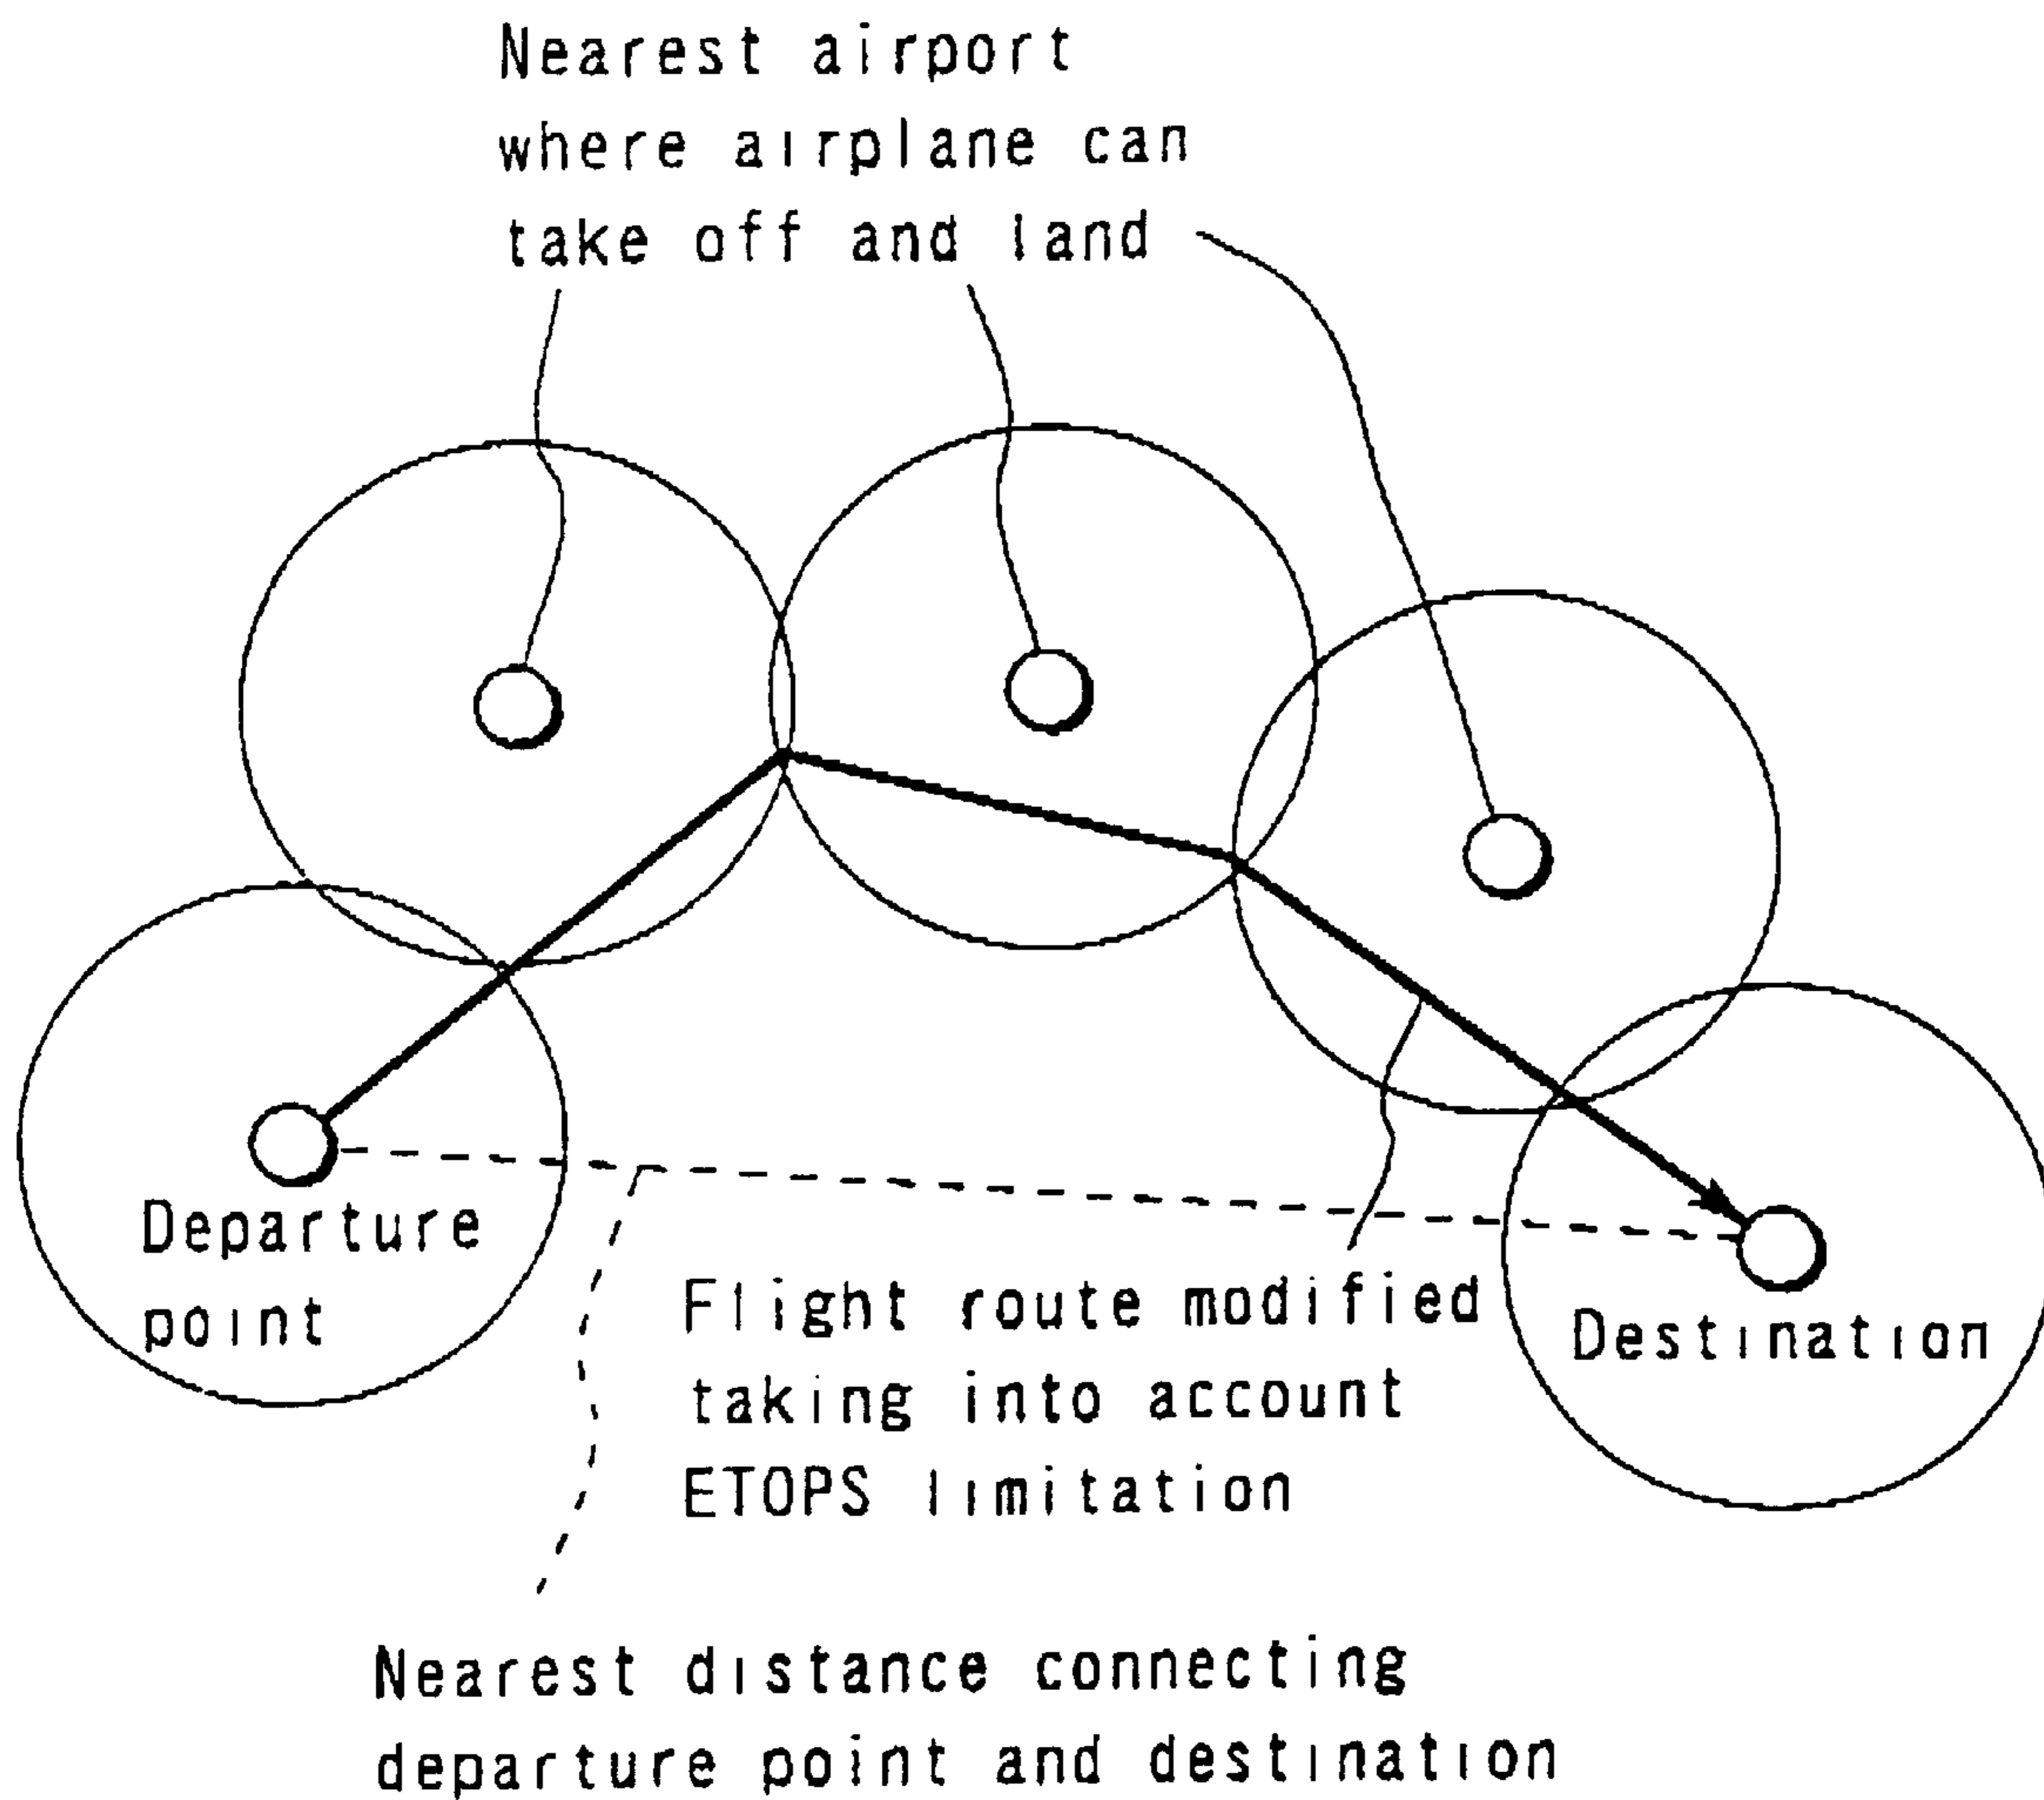 Nearest airport
where airplane can
take off and land
Departure
point
Flight route modified
taking into account
ETOPS limitation
Destination
Nearest distance connecting
departure point and destination